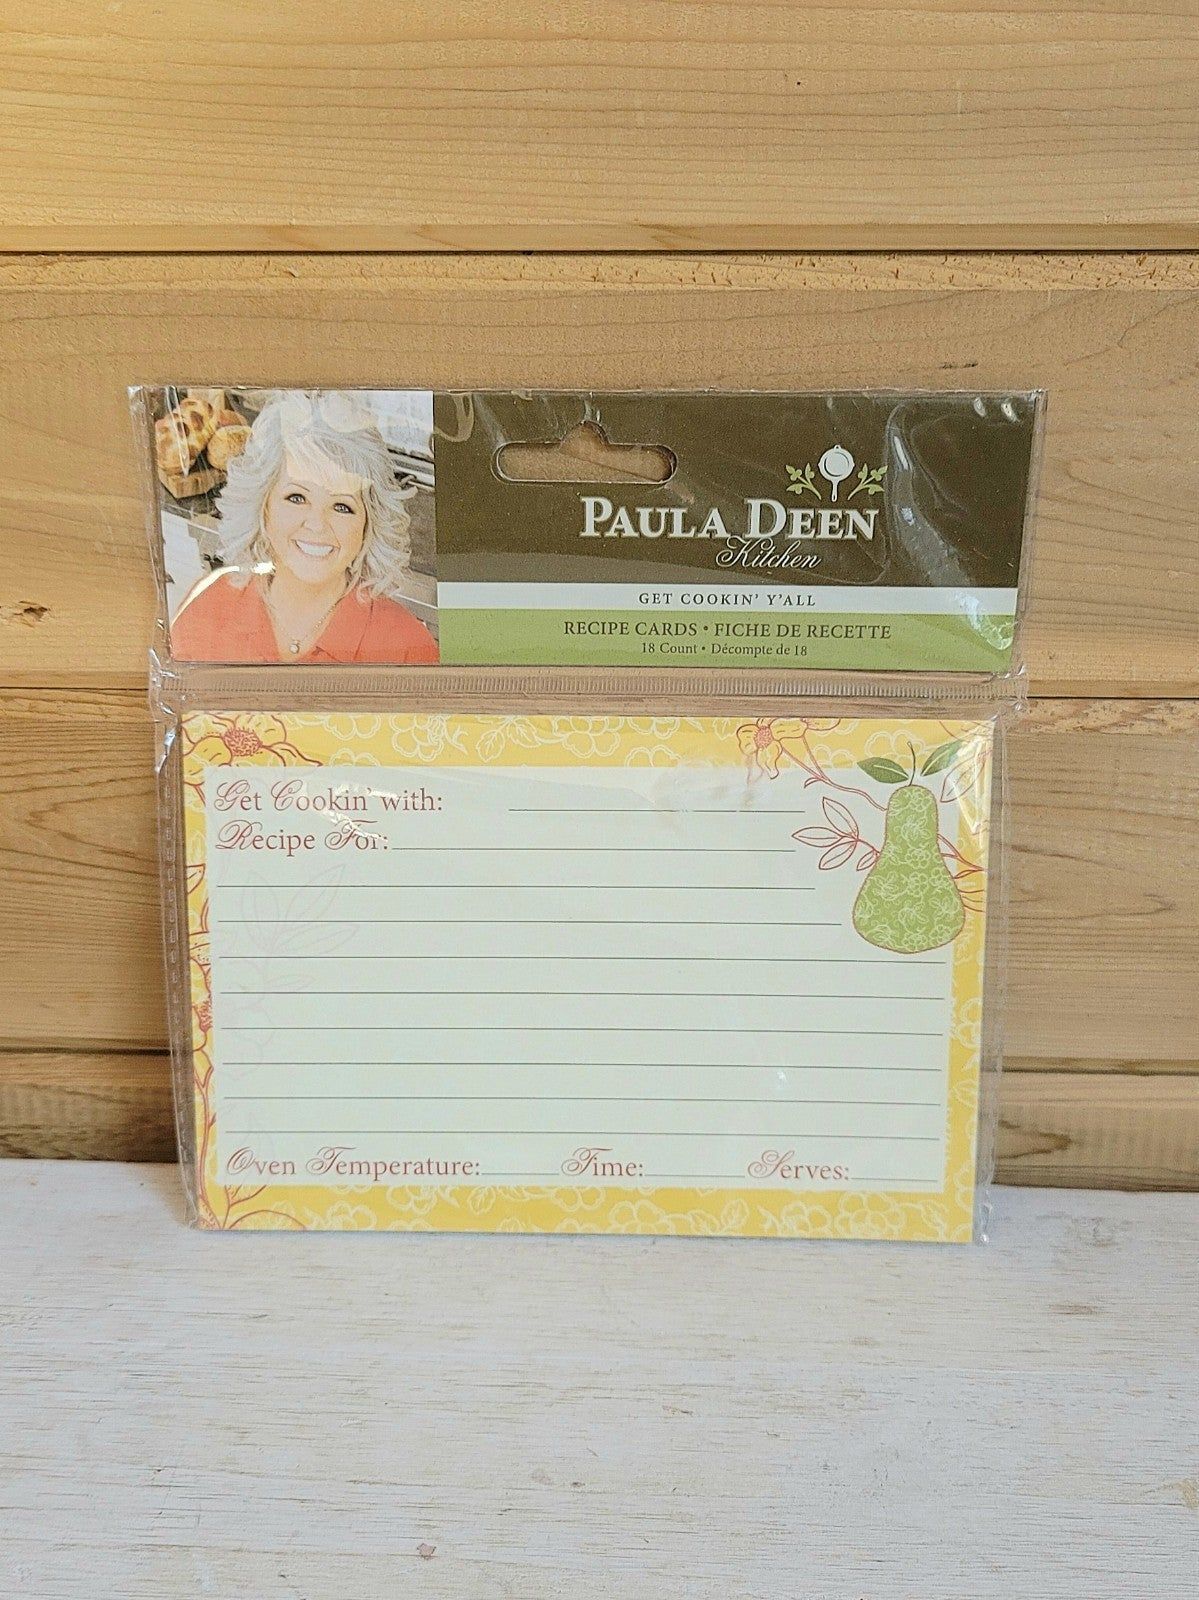 PAULA DEEN
Kitchen
GET COOKIN' Y'ALL
RECIPE CARDS • FICHE DE RECETTE
18 Count • Décompte de 18
Get Cookin' with:
Recipe For:
Oven Temperature: Time: Serves: